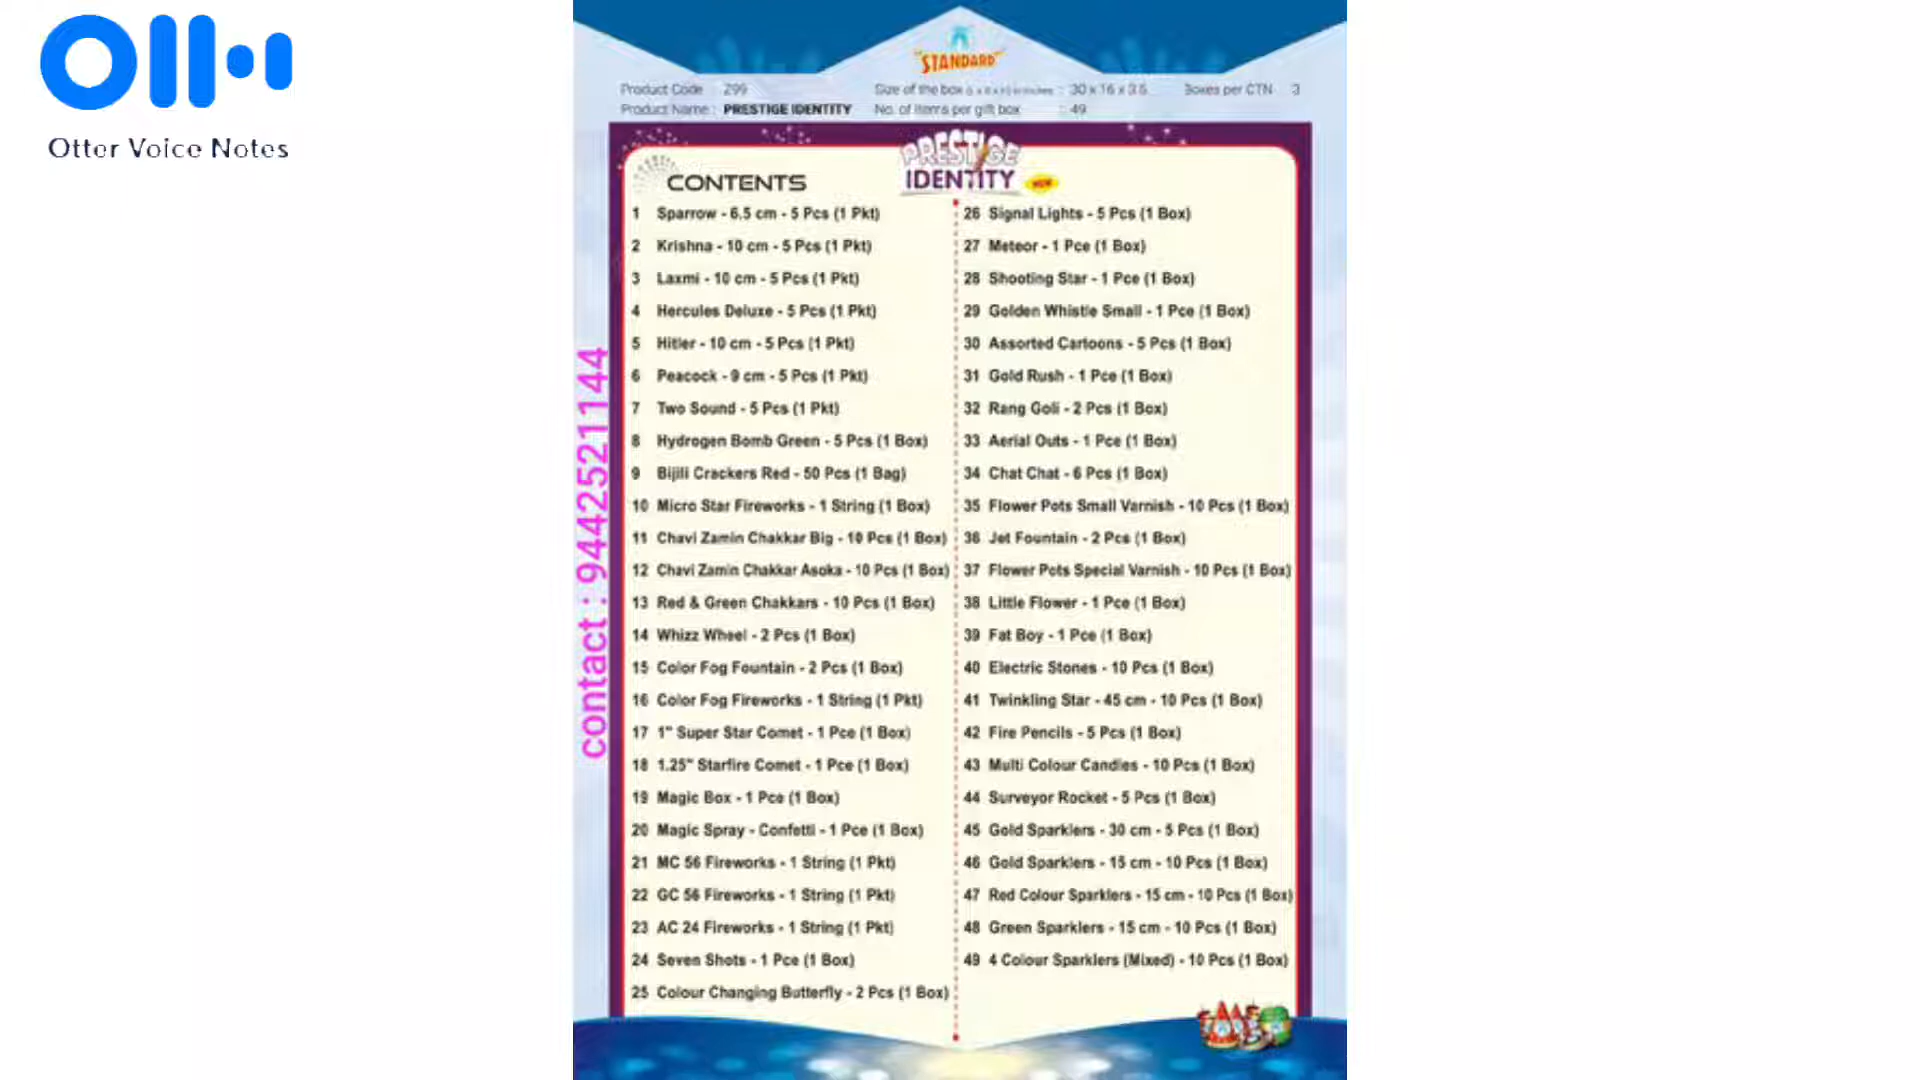 Otter Voice Notes
STANDARD
Product Code : 299
Size of the box : 30 x 16 x 3.5
Boxes per CTN 3
Product Name : PRESTIGE IDENTITY
No. of items per gift box : 49
PRESTIGE
IDENTITY
NEW
CONTENTS
1 Sparrow - 6.5 cm - 5 Pcs (1 Pkt)
2 Krishna - 10 cm - 5 Pcs (1 Pkt)
3 Laxmi - 10 cm - 5 Pcs (1 Pkt)
4 Hercules Deluxe - 5 Pcs (1 Pkt)
5 Hitler - 10 cm - 5 Pcs (1 Pkt)
6 Peacock - 9 cm - 5 Pcs (1 Pkt)
7 Two Sound - 5 Pcs (1 Pkt)
8 Hydrogen Bomb Green - 5 Pcs (1 Box)
9 Bijili Crackers Red - 50 Pcs (1 Bag)
10 Micro Star Fireworks - 1 String (1 Box)
11 Chavi Zamin Chakkar Big - 10 Pcs (1 Box)
12 Chavi Zamin Chakkar Asoka - 10 Pcs (1 Box)
13 Red & Green Chakkars - 10 Pcs (1 Box)
14 Whizz Wheel - 2 Pcs (1 Box)
15 Color Fog Fountain - 2 Pcs (1 Box)
16 Color Fog Fireworks - 1 String (1 Pkt)
17 1" Super Star Comet - 1 Pce (1 Box)
18 1.25" Starfire Comet - 1 Pce (1 Box)
19 Magic Box - 1 Pce (1 Box)
20 Magic Spray - Confetti - 1 Pce (1 Box)
21 MC 56 Fireworks - 1 String (1 Pkt)
22 GC 56 Fireworks - 1 String (1 Pkt)
23 AC 24 Fireworks - 1 String (1 Pkt)
24 Seven Shots - 1 Pce (1 Box)
25 Colour Changing Butterfly - 2 Pcs (1 Box)
26 Signal Lights - 5 Pcs (1 Box)
27 Meteor - 1 Pce (1 Box)
28 Shooting Star - 1 Pce (1 Box)
29 Golden Whistle Small - 1 Pce (1 Box)
30 Assorted Cartoons - 5 Pcs (1 Box)
31 Gold Rush - 1 Pce (1 Box)
32 Rang Goli - 2 Pcs (1 Box)
33 Aerial Outs - 1 Pce (1 Box)
34 Chat Chat - 6 Pcs (1 Box)
35 Flower Pots Small Varnish - 10 Pcs (1 Box)
36 Jet Fountain - 2 Pcs (1 Box)
37 Flower Pots Special Varnish - 10 Pcs (1 Box)
38 Little Flower - 1 Pce (1 Box)
39 Fat Boy - 1 Pce (1 Box)
40 Electric Stones - 10 Pcs (1 Box)
41 Twinkling Star - 45 cm - 10 Pcs (1 Box)
42 Fire Pencils - 5 Pcs (1 Box)
43 Multi Colour Candles - 10 Pcs (1 Box)
44 Surveyor Rocket - 5 Pcs (1 Box)
45 Gold Sparklers - 30 cm - 5 Pcs (1 Box)
46 Gold Sparklers - 15 cm - 10 Pcs (1 Box)
47 Red Colour Sparklers - 15 cm - 10 Pcs (1 Box)
48 Green Sparklers - 15 cm - 10 Pcs (1 Box)
49 4 Colour Sparklers (Mixed) - 10 Pcs (1 Box)
contact : 9442521144